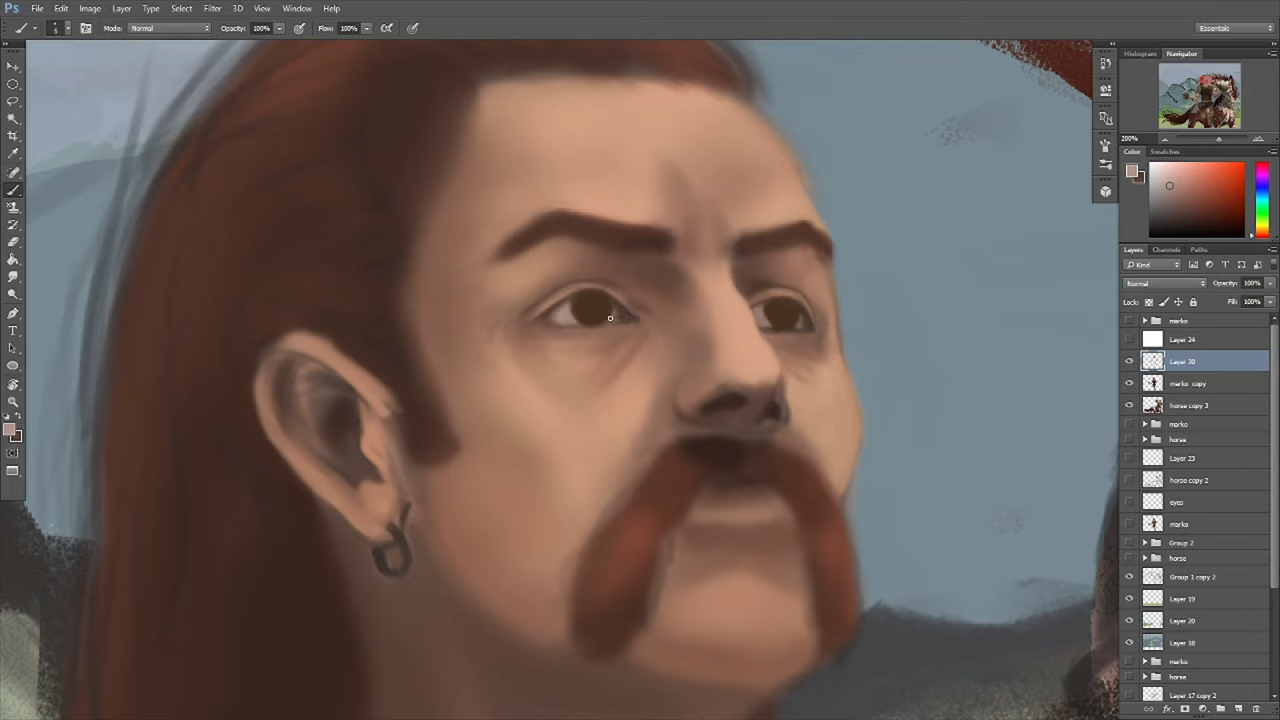 Ps File Edit Image Layer Type Select Filter 3D View Window Help
5 Mode: Normal Opacity: 100% Flow: 100% Essentials
Histogram Navigator
200%
Color Swatches
Layers Channels Paths
Kind
Normal Opacity: 100%
Lock: Fill: 100%
marko
Layer 24
Layer 30
marko copy
horse copy 3
marko
horse
Layer 23
horse copy 2
eyes
marko
Group 2
horse
Group 1 copy 2
Layer 19
Layer 20
Layer 18
marko
horse
Layer 17 copy 2
fx